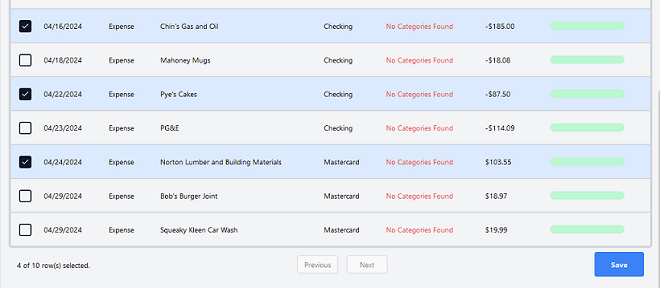 04/16/2024 Expense Chin's Gas and Oil Checking No Categories Found -$185.00
04/18/2024 Expense Mahoney Mugs Checking No Categories Found -$18.08
04/22/2024 Expense Pye's Cakes Checking No Categories Found -$87.50
04/23/2024 Expense PG&E Checking No Categories Found -$114.09
04/24/2024 Expense Norton Lumber and Building Materials Mastercard No Categories Found $103.55
04/29/2024 Expense Bob's Burger Joint Mastercard No Categories Found $18.97
04/29/2024 Expense Squeaky Kleen Car Wash Mastercard No Categories Found $19.99
4 of 10 row(s) selected. Previous Next Save